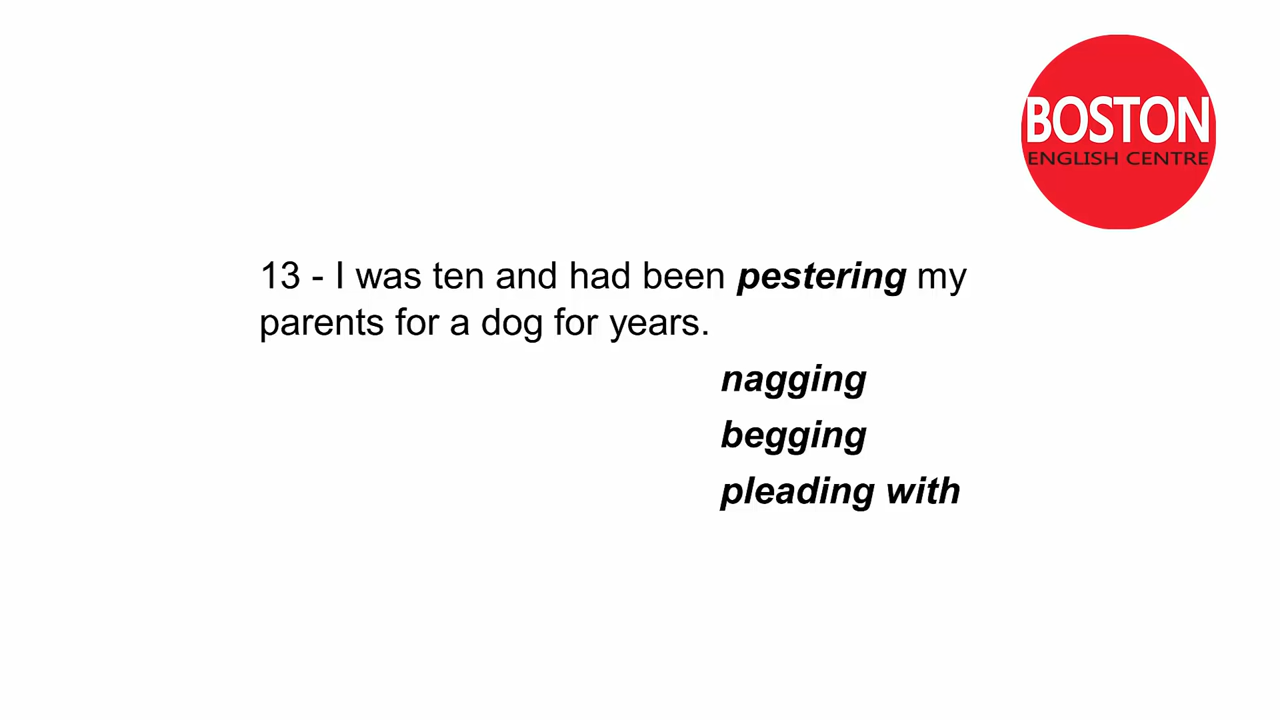 BOSTON
ENGLISH CENTRE
13 - I was ten and had been pestering my
parents for a dog for years.
nagging
begging
pleading with